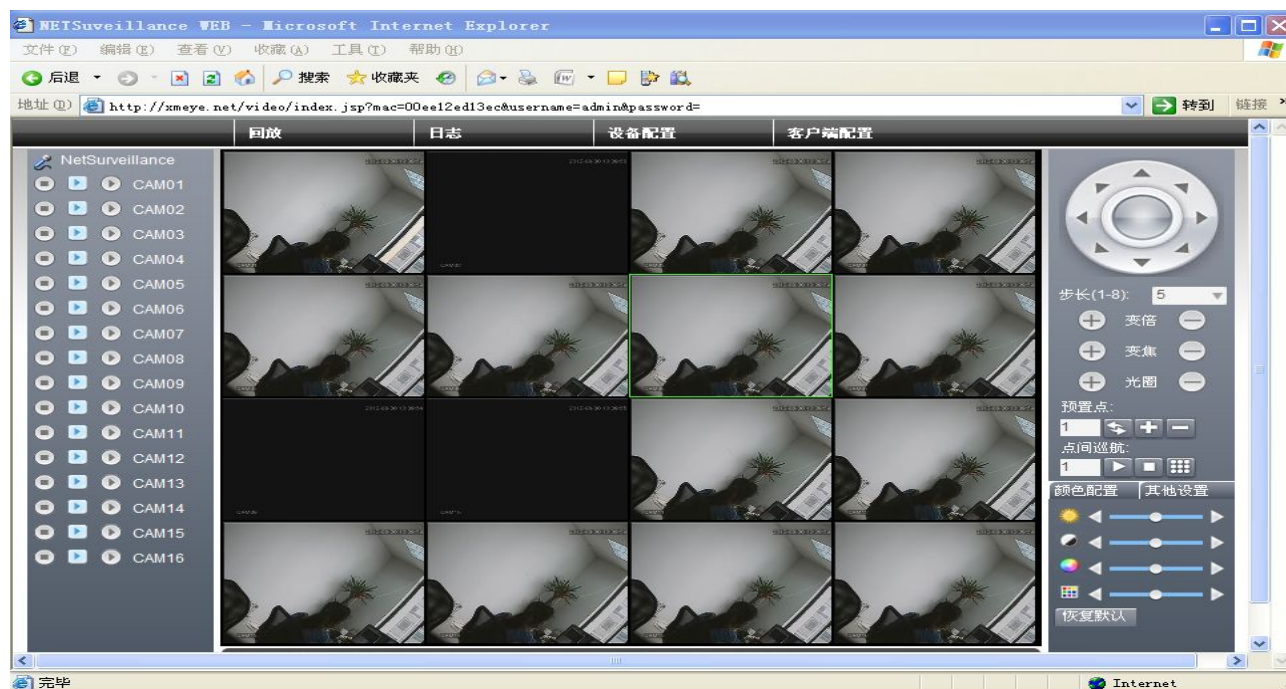 NETSuveillance WEB - Microsoft Internet Explorer
文件(F) 编辑(E) 查看(V) 收藏(A) 工具(T) 帮助(H)
后退 搜索 收藏夹
地址(D) http://xmeye.net/video/index.jsp?mac=00ee12ed13ec&username=admin&password= 转到 链接 »
回放 日志 设备配置 客户端配置
NetSurveillance
CAM01
CAM02
CAM03
CAM04
CAM05
CAM06
CAM07
CAM08
CAM09
CAM10
CAM11
CAM12
CAM13
CAM14
CAM15
CAM16
步长(1-8): 5
变倍
变焦
光圈
预置点:
1
点间巡航:
1
颜色配置 其他设置
恢复默认
完毕 Internet